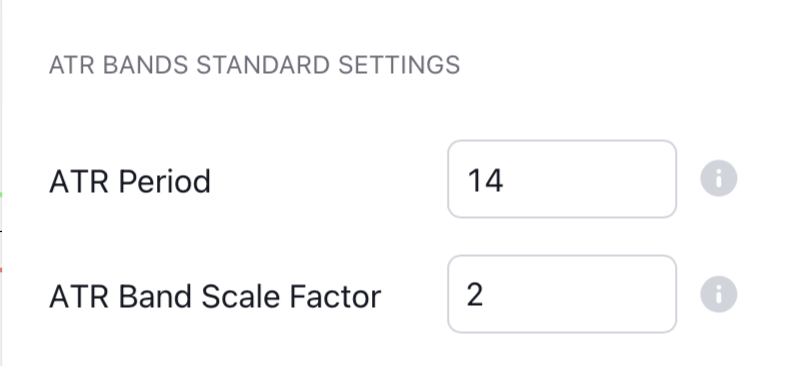 ATR BANDS STANDARD SETTINGS
ATR Period 14
ATR Band Scale Factor 2